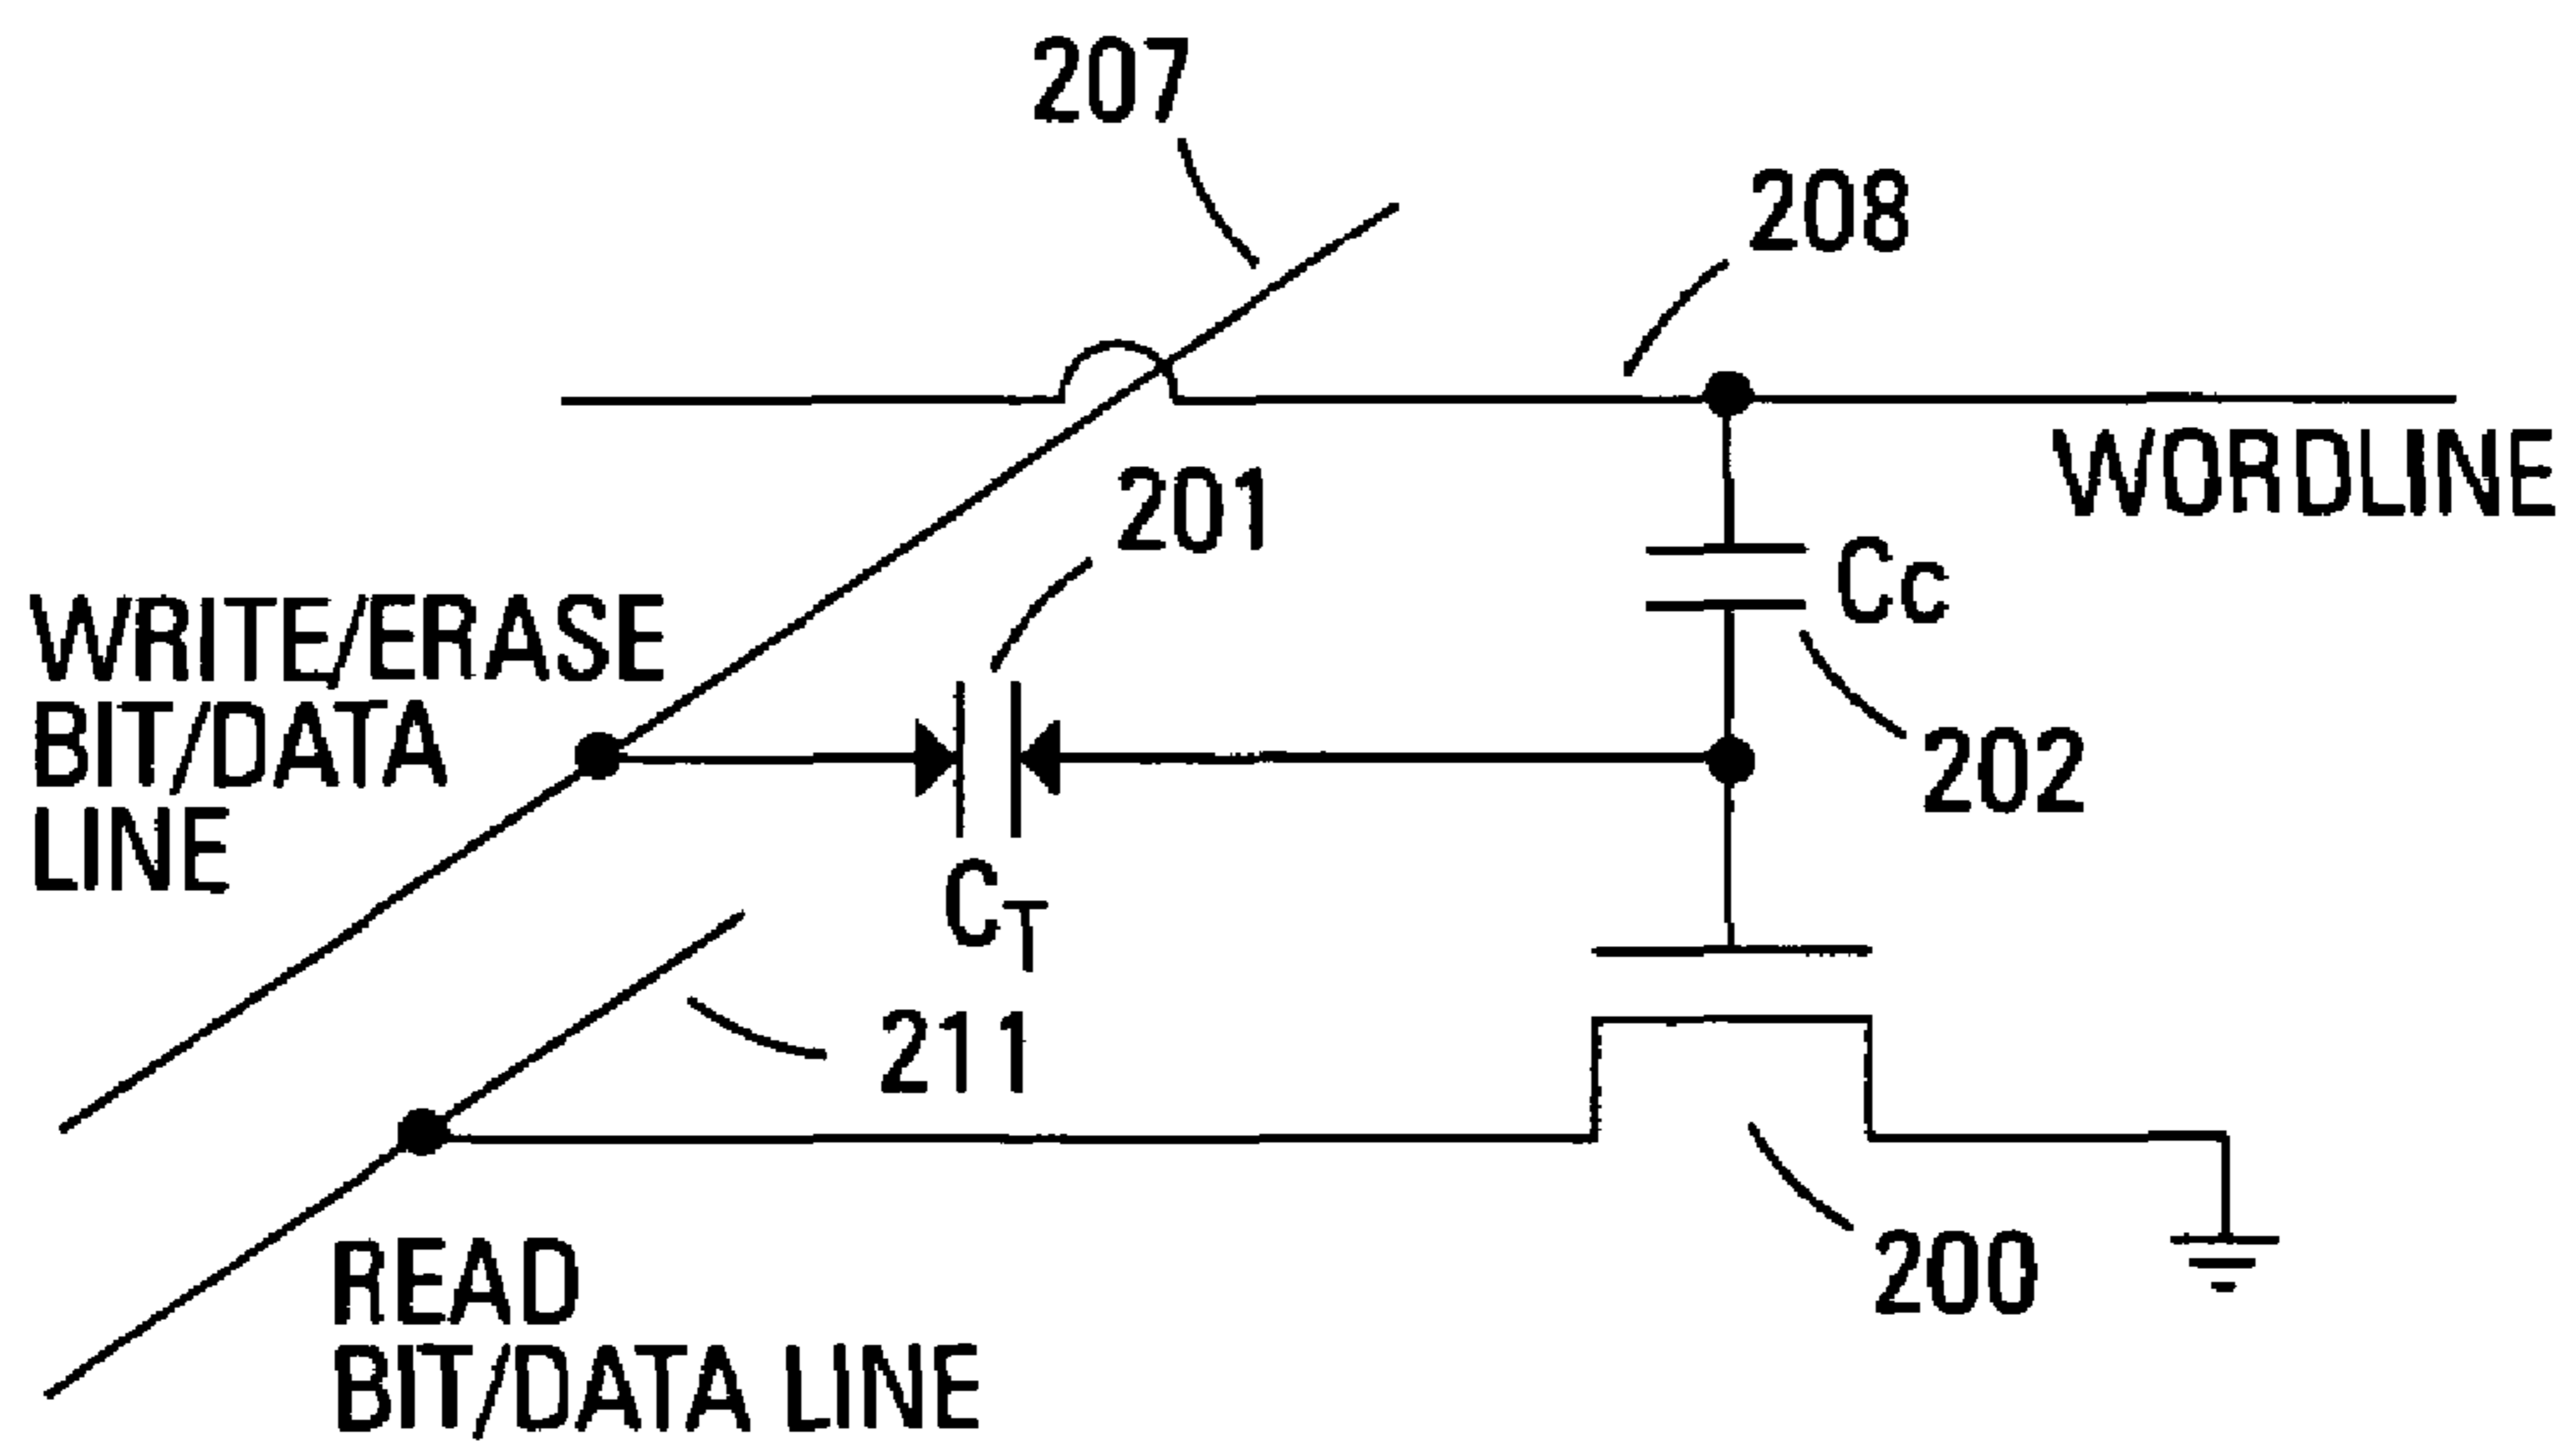 207
208
WORDLINE
201
Cc
WRITE/ERASE
BIT/DATA
LINE
202
CT
211
200
READ
BIT/DATA LINE